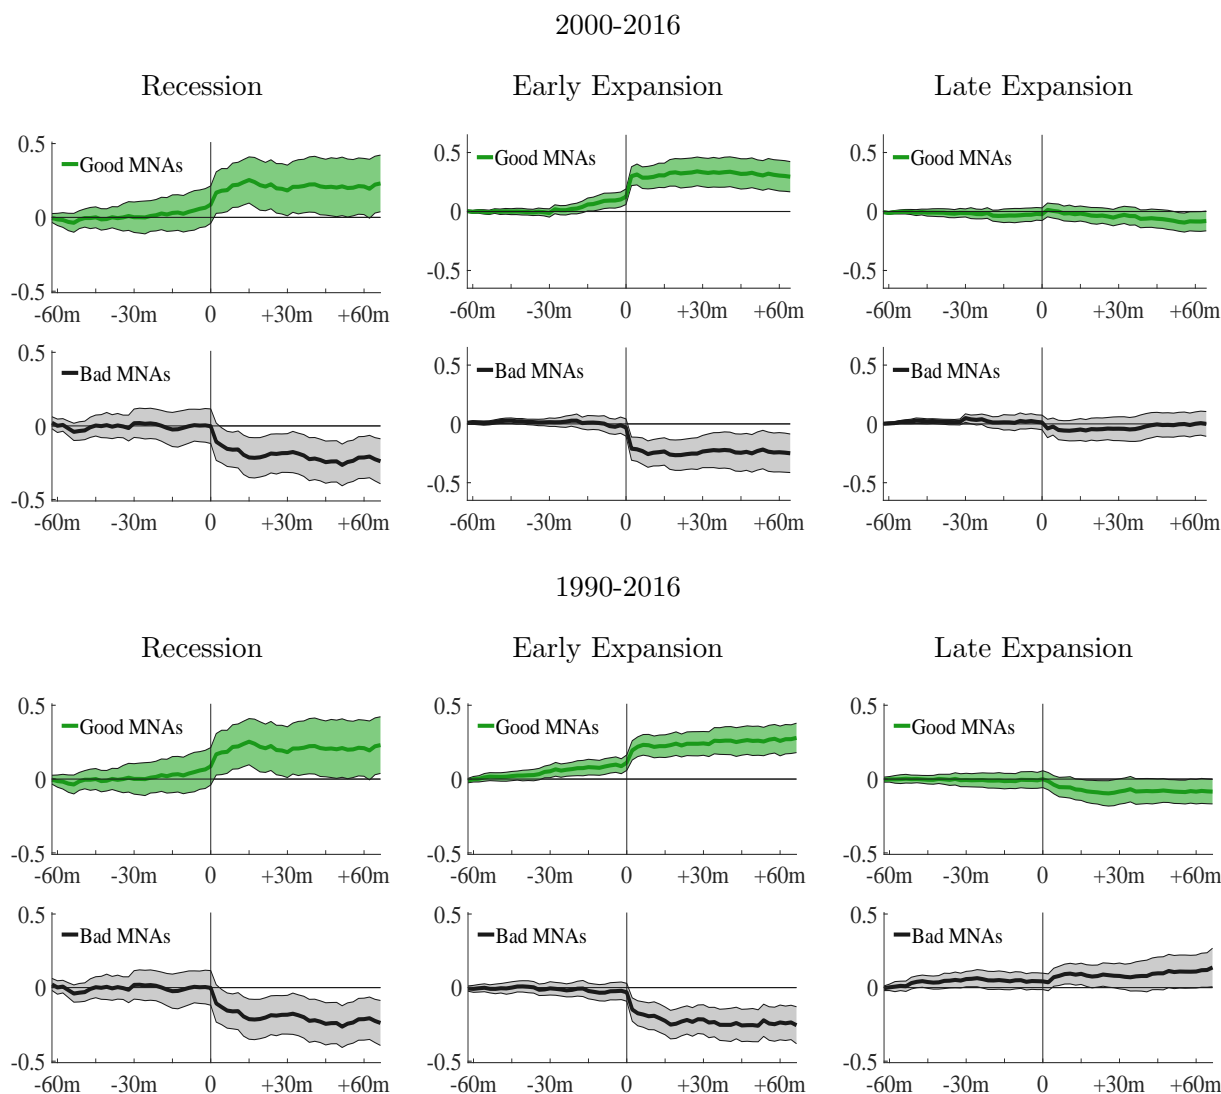 2000-2016
Recession Early Expansion Late Expansion
0.5 0 -0.5 Good MNAs -60m -30m 0 +30m +60m
0.5 0 -0.5 Good MNAs -60m -30m 0 +30m +60m
0.5 0 -0.5 Good MNAs -60m -30m 0 +30m +60m
0.5 0 -0.5 Bad MNAs -60m -30m 0 +30m +60m
0.5 0 -0.5 Bad MNAs -60m -30m 0 +30m +60m
0.5 0 -0.5 Bad MNAs -60m -30m 0 +30m +60m
1990-2016
Recession Early Expansion Late Expansion
0.5 0 -0.5 Good MNAs -60m -30m 0 +30m +60m
0.5 0 -0.5 Good MNAs -60m -30m 0 +30m +60m
0.5 0 -0.5 Good MNAs -60m -30m 0 +30m +60m
0.5 0 -0.5 Bad MNAs -60m -30m 0 +30m +60m
0.5 0 -0.5 Bad MNAs -60m -30m 0 +30m +60m
0.5 0 -0.5 Bad MNAs -60m -30m 0 +30m +60m